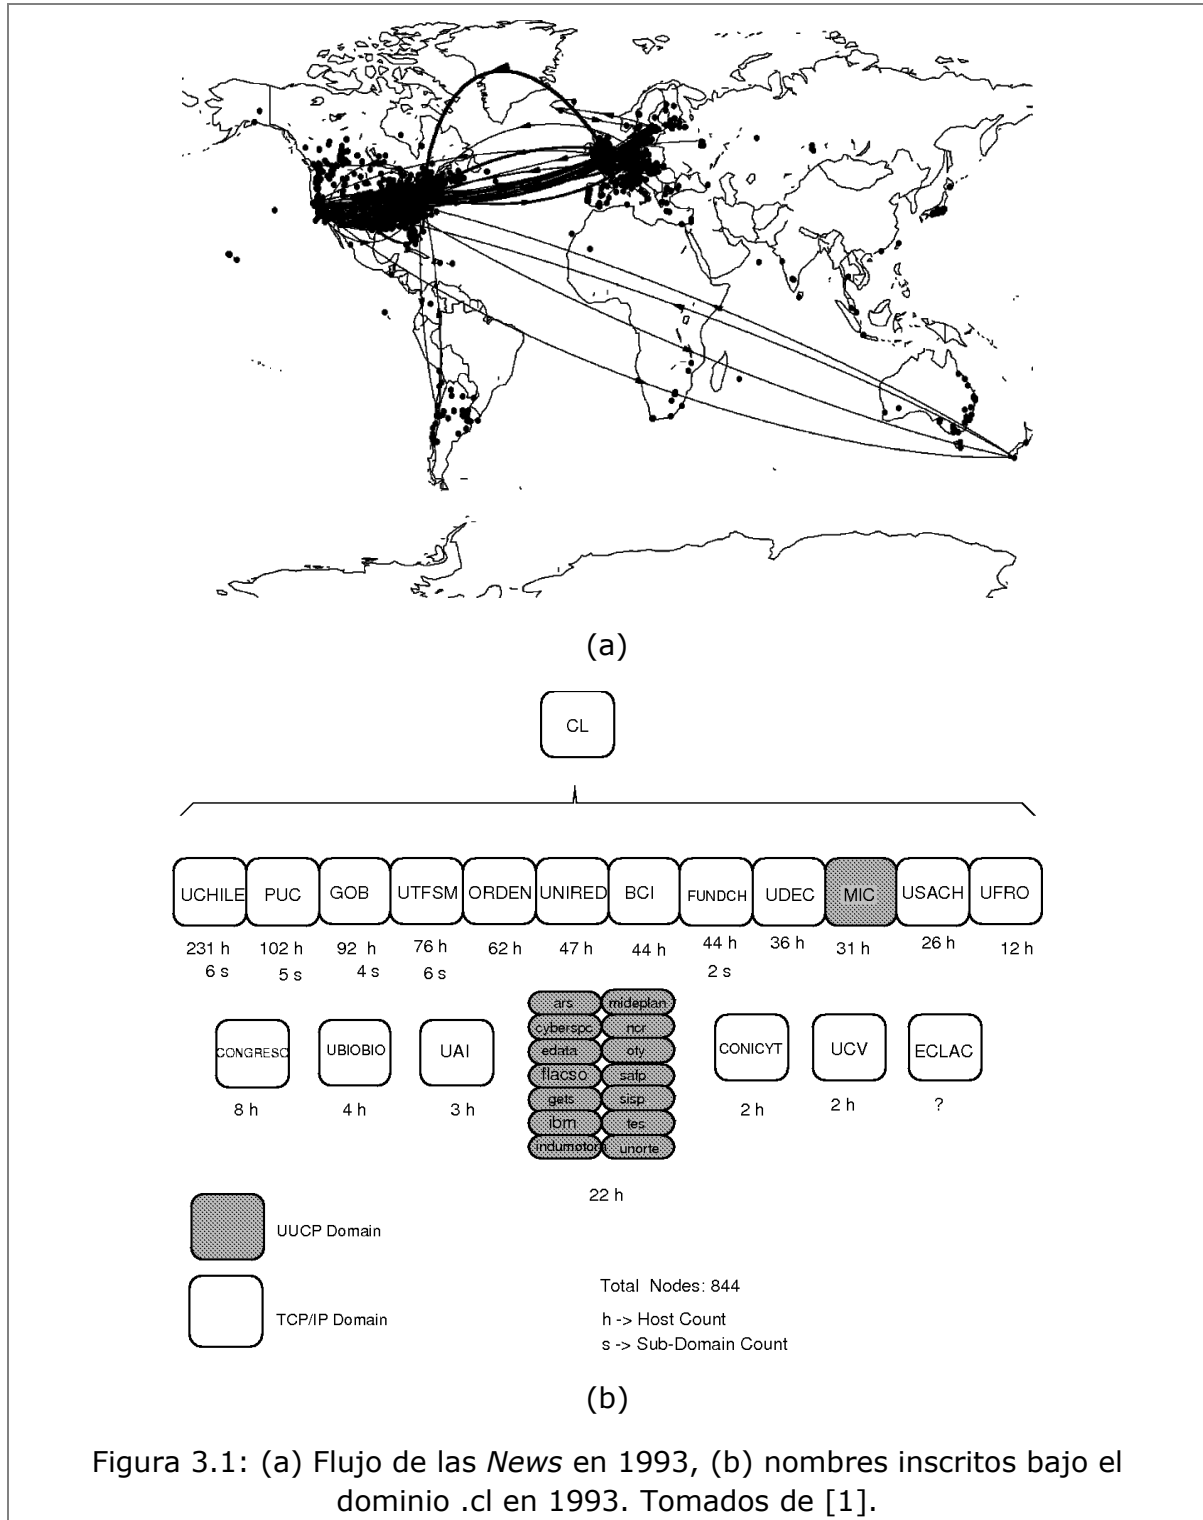 (a)
CL
UCHILE PUC GOB UTFSM ORDEN UNIRED BCI FUNDCH UDEC MIC USACH UFRO
231 h 102 h 92 h 76 h 62 h 47 h 44 h 44 h 36 h 31 h 26 h 12 h
6 s 5 s 4 s 6 s 2 s
ars mideplan
cyberspc ncr
edata oty
flacso safp
gets sisp
ibm tes
indumotor unorte
CONGRESO UBIOBIO UAI CONICYT UCV ECLAC
8 h 4 h 3 h 2 h 2 h ?
22 h
UUCP Domain
TCP/IP Domain
Total Nodes: 844
h -> Host Count
s -> Sub-Domain Count
(b)
Figura 3.1: (a) Flujo de las News en 1993, (b) nombres inscritos bajo el
dominio .cl en 1993. Tomados de [1].